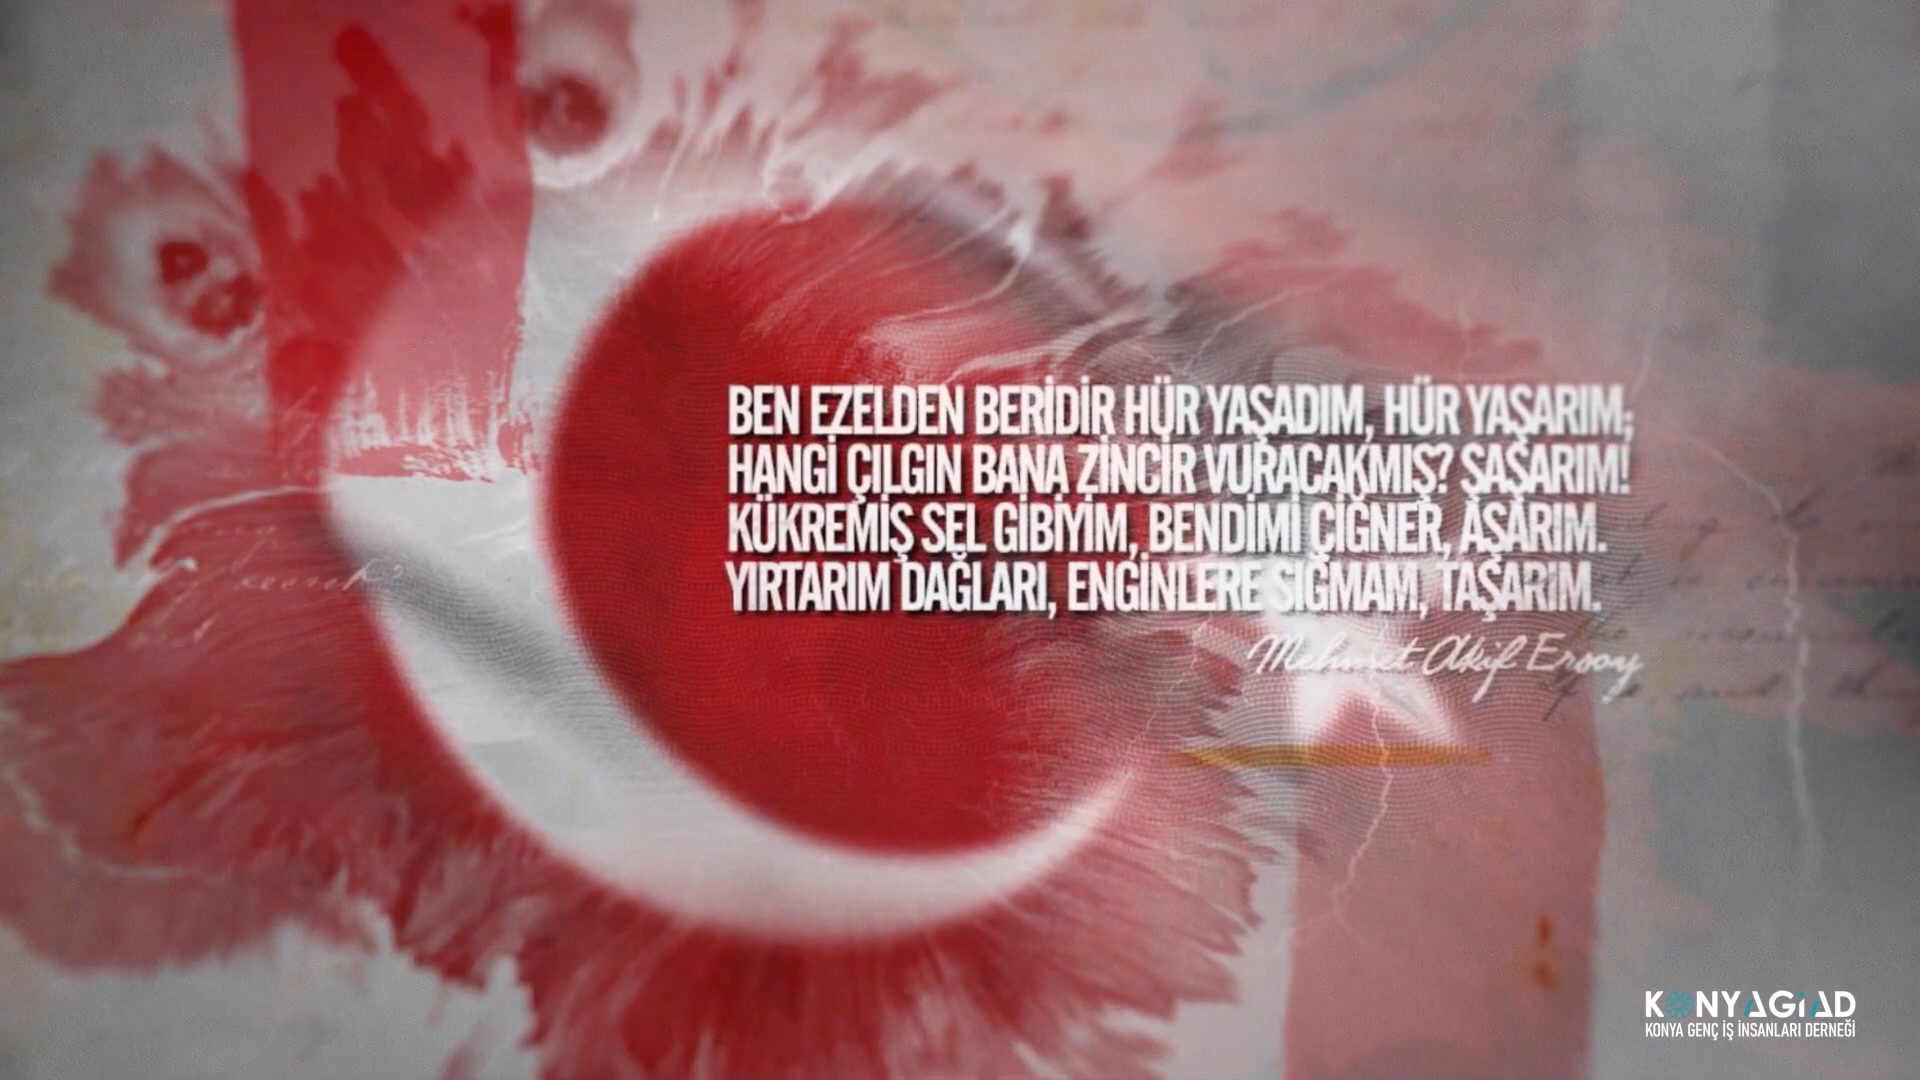 BEN EZELDEN BERİDİR HÜR YAŞADIM, HÜR YAŞARIM;
HANGİ ÇILGIN BANA ZİNCİR VURACAKMIŞ? ŞAŞARIM!
KÜKREMİŞ SEL GİBİYİM, BENDİMİ ÇİĞNER, AŞARIM.
YIRTARIM DAĞLARI, ENGİNLERE SIĞMAM, TAŞARIM.
Mehmet Akif Ersoy
KONYAGİAD
KONYA GENÇ İŞ İNSANLARI DERNEĞİ